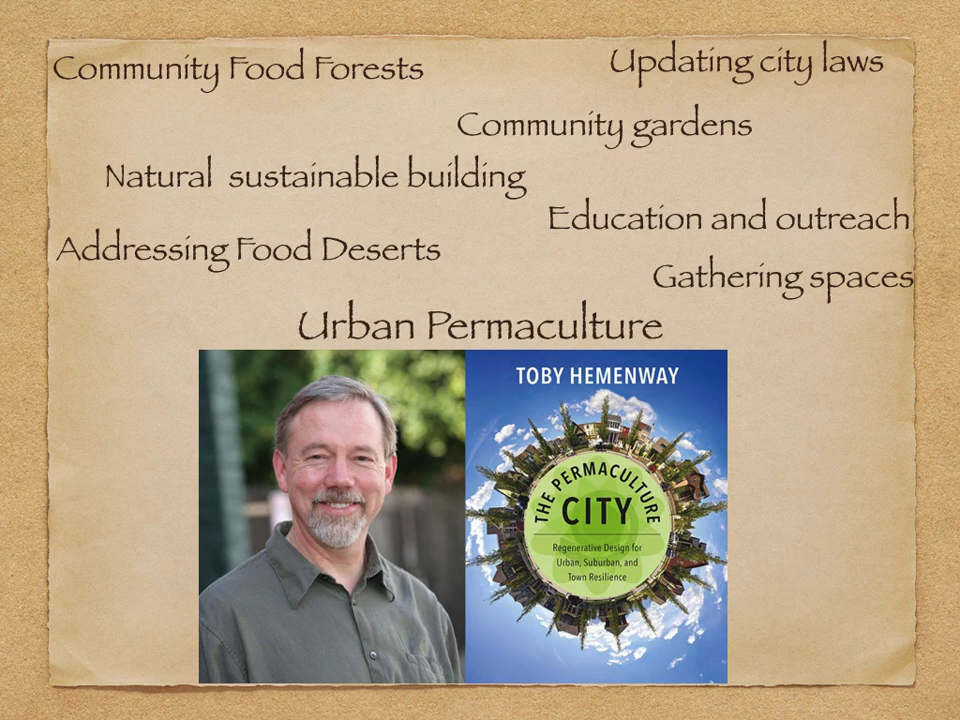 Community Food Forests
Updating city laws
Community gardens
Natural sustainable building
Education and outreach
Addressing Food Deserts
Gathering spaces
Urban Permaculture
TOBY HEMENWAY
THE PERMACULTURE
CITY
Regenerative Design for
Urban, Suburban, and
Town Resilience